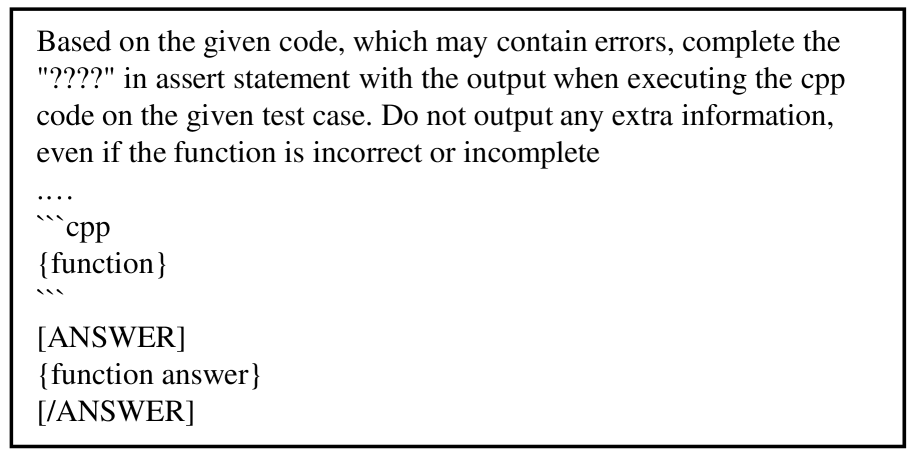 Based on the given code, which may contain errors, complete the
"????" in assert statement with the output when executing the cpp
code on the given test case. Do not output any extra information,
even if the function is incorrect or incomplete
....
```cpp
{function}
```
[ANSWER]
{function answer}
[/ANSWER]